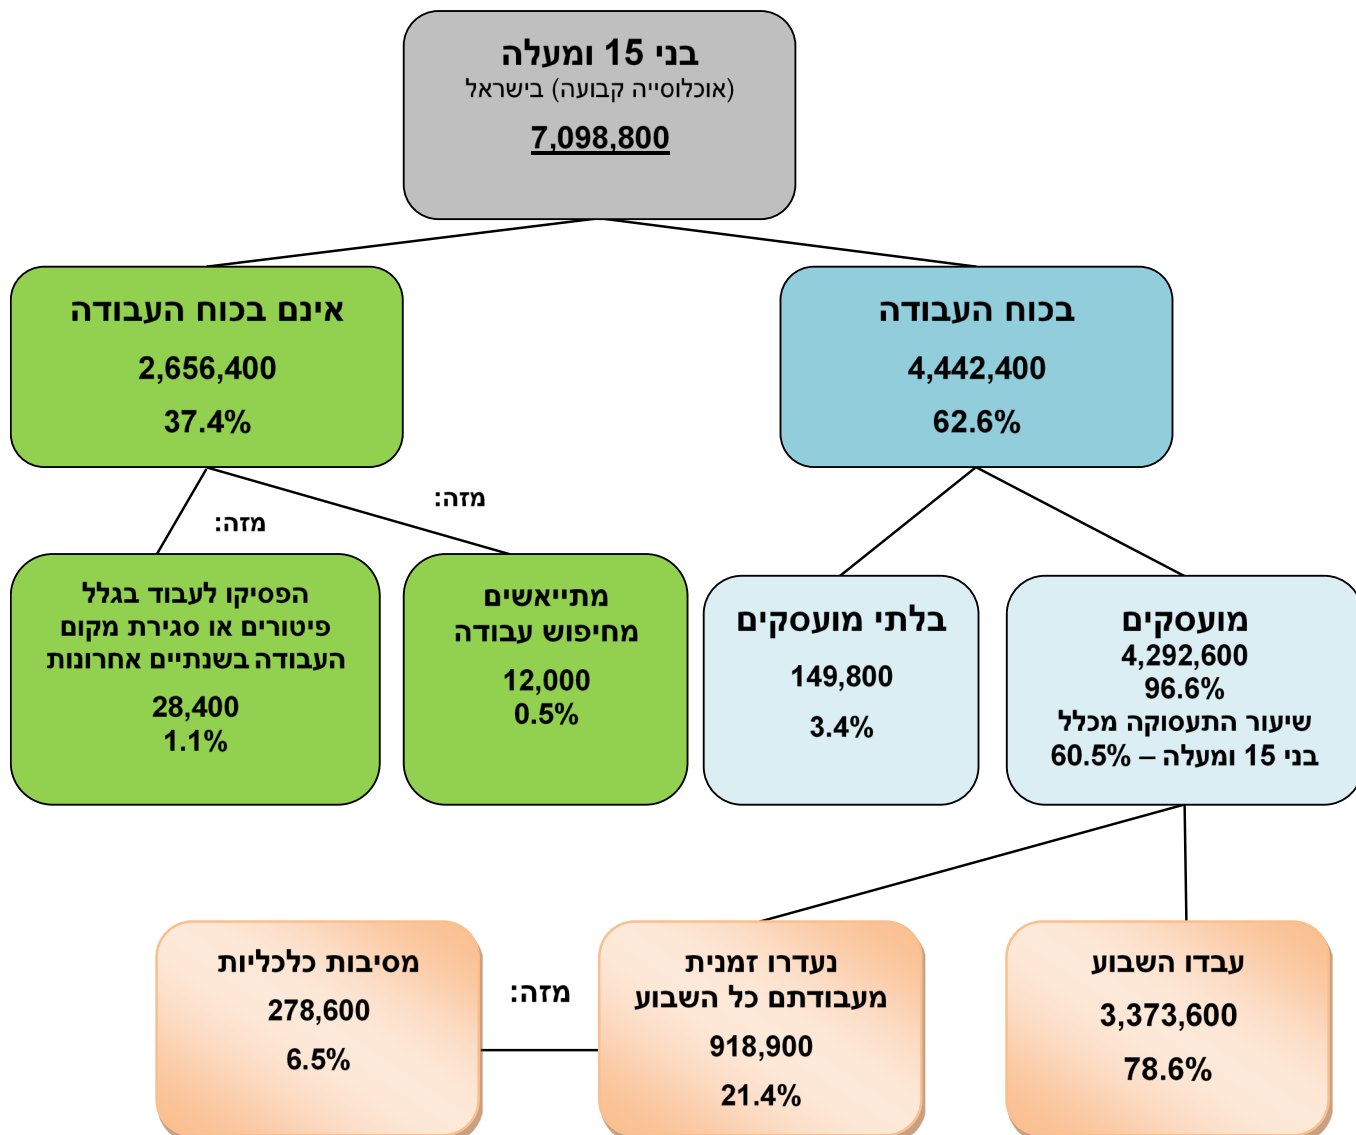 בני 15 ומעלה
(אוכלוסייה קבועה) בישראל
7,098,800
בכוח העבודה
4,442,400
62.6%
אינם בכוח העבודה
2,656,400
37.4%
מזה:
מזה:
מועסקים
4,292,600
96.6%
שיעור התעסוקה מכלל
בני 15 ומעלה – 60.5%
בלתי מועסקים
149,800
3.4%
מתייאשים
מחיפוש עבודה
12,000
0.5%
הפסיקו לעבוד בגלל
פיטורים או סגירת מקום
העבודה בשנתיים אחרונות
28,400
1.1%
עבדו השבוע
3,373,600
78.6%
נעדרו זמנית
מעבודתם כל השבוע
918,900
21.4%
מזה:
מסיבות כלכליות
278,600
6.5%